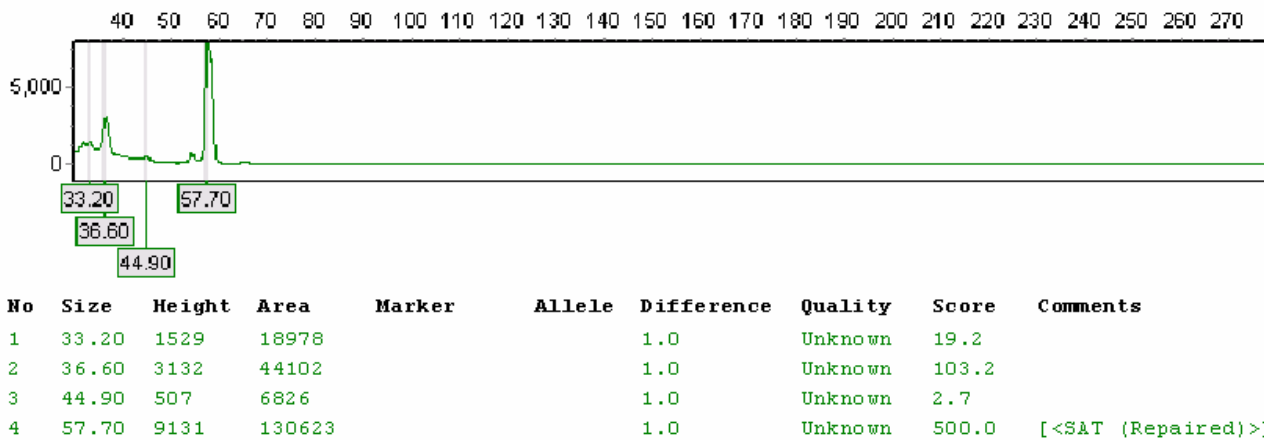 40 50 60 70 80 90 100 110 120 130 140 150 160 170 180 190 200 210 220 230 240 250 260 270
5,000
0
33.20 57.70
36.60
44.90
No Size Height Area Marker Allele Difference Quality Score Comments
1 33.20 1529 18978 1.0 Unknown 19.2
2 36.60 3132 44102 1.0 Unknown 103.2
3 44.90 507 6826 1.0 Unknown 2.7
4 57.70 9131 130623 1.0 Unknown 500.0 [<SAT (Repaired)>]